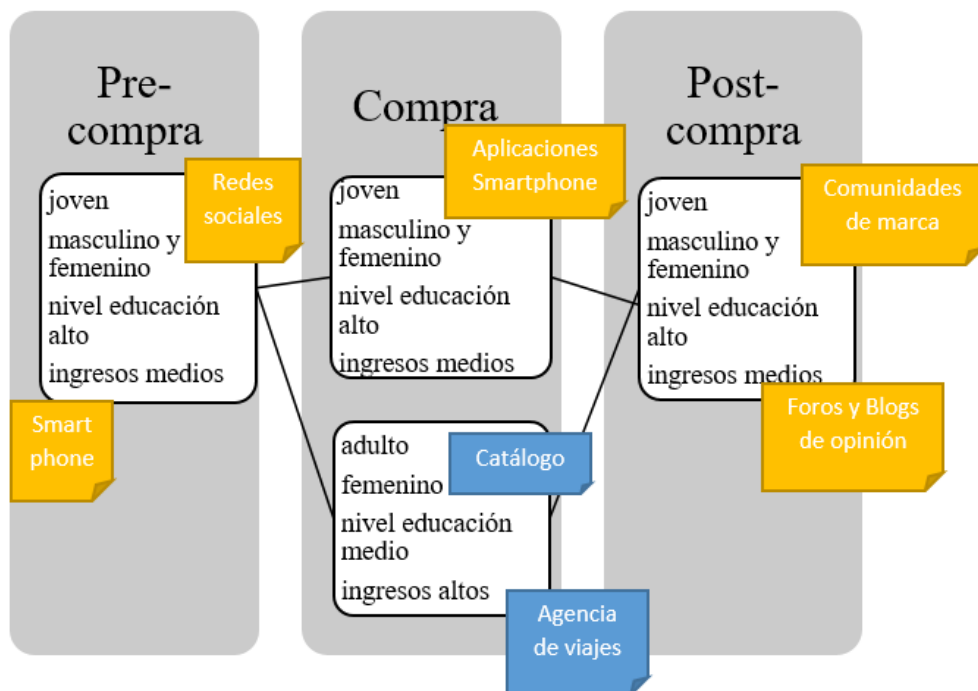 Pre-
compra
Redes
sociales
joven
masculino y
femenino
nivel educación
alto
ingresos medios
Smart
phone
Compra
Aplicaciones
Smartphone
joven
masculino y
femenino
nivel educación
alto
ingresos medios
adulto
Catálogo
femenino
nivel educación
medio
ingresos altos
Agencia
de viajes
Post-
compra
Comunidades
de marca
joven
masculino y
femenino
nivel educación
alto
ingresos medios
Foros y Blogs
de opinión